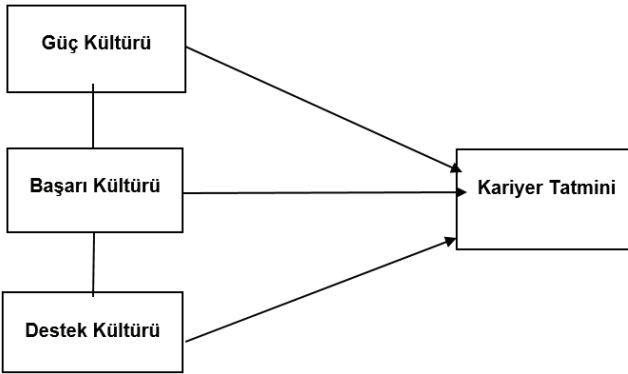 Güç Kültürü
Başarı Kültürü
Kariyer Tatmini
Destek Kültürü